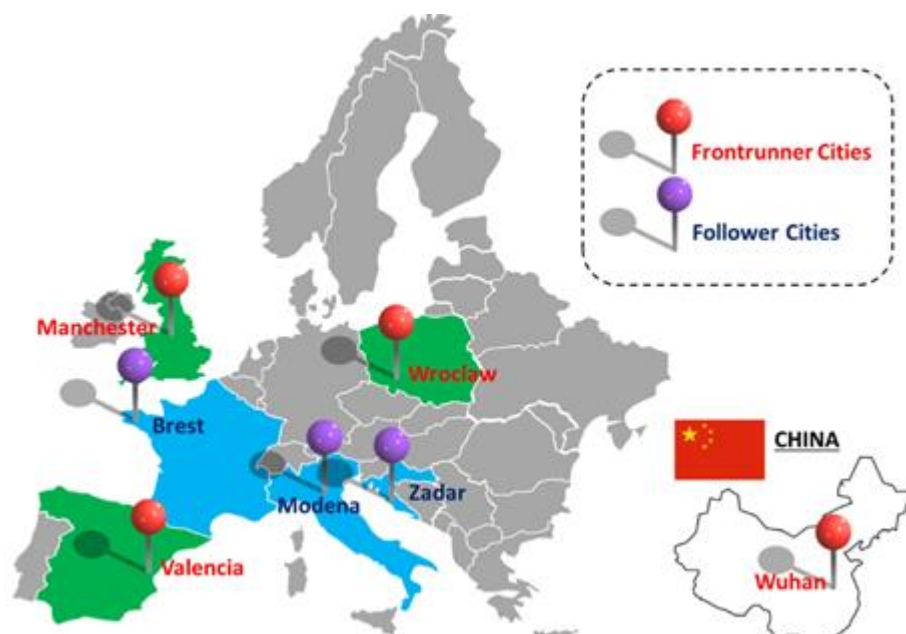 Frontrunner Cities
Follower Cities
Manchester
Wroclaw
Brest
Modena
Zadar
Valencia
CHINA
Wuhan